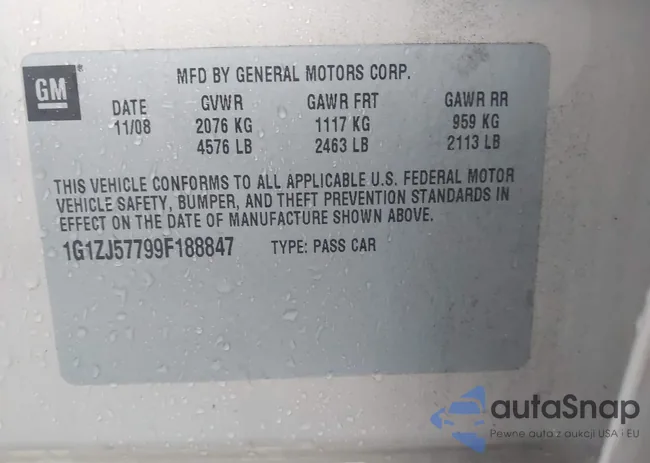 GM
MFD BY GENERAL MOTORS CORP.
DATE GVWR GAWR FRT GAWR RR
11/08 2076 KG 1117 KG 959 KG
4576 LB 2463 LB 2113 LB
THIS VEHICLE CONFORMS TO ALL APPLICABLE U.S. FEDERAL MOTOR
VEHICLE SAFETY, BUMPER, AND THEFT PREVENTION STANDARDS IN
EFFECT ON THE DATE OF MANUFACTURE SHOWN ABOVE.
1G1ZJ57799F188847 TYPE: PASS CAR
autaSnap
Pewne auta z aukcji USA i EU